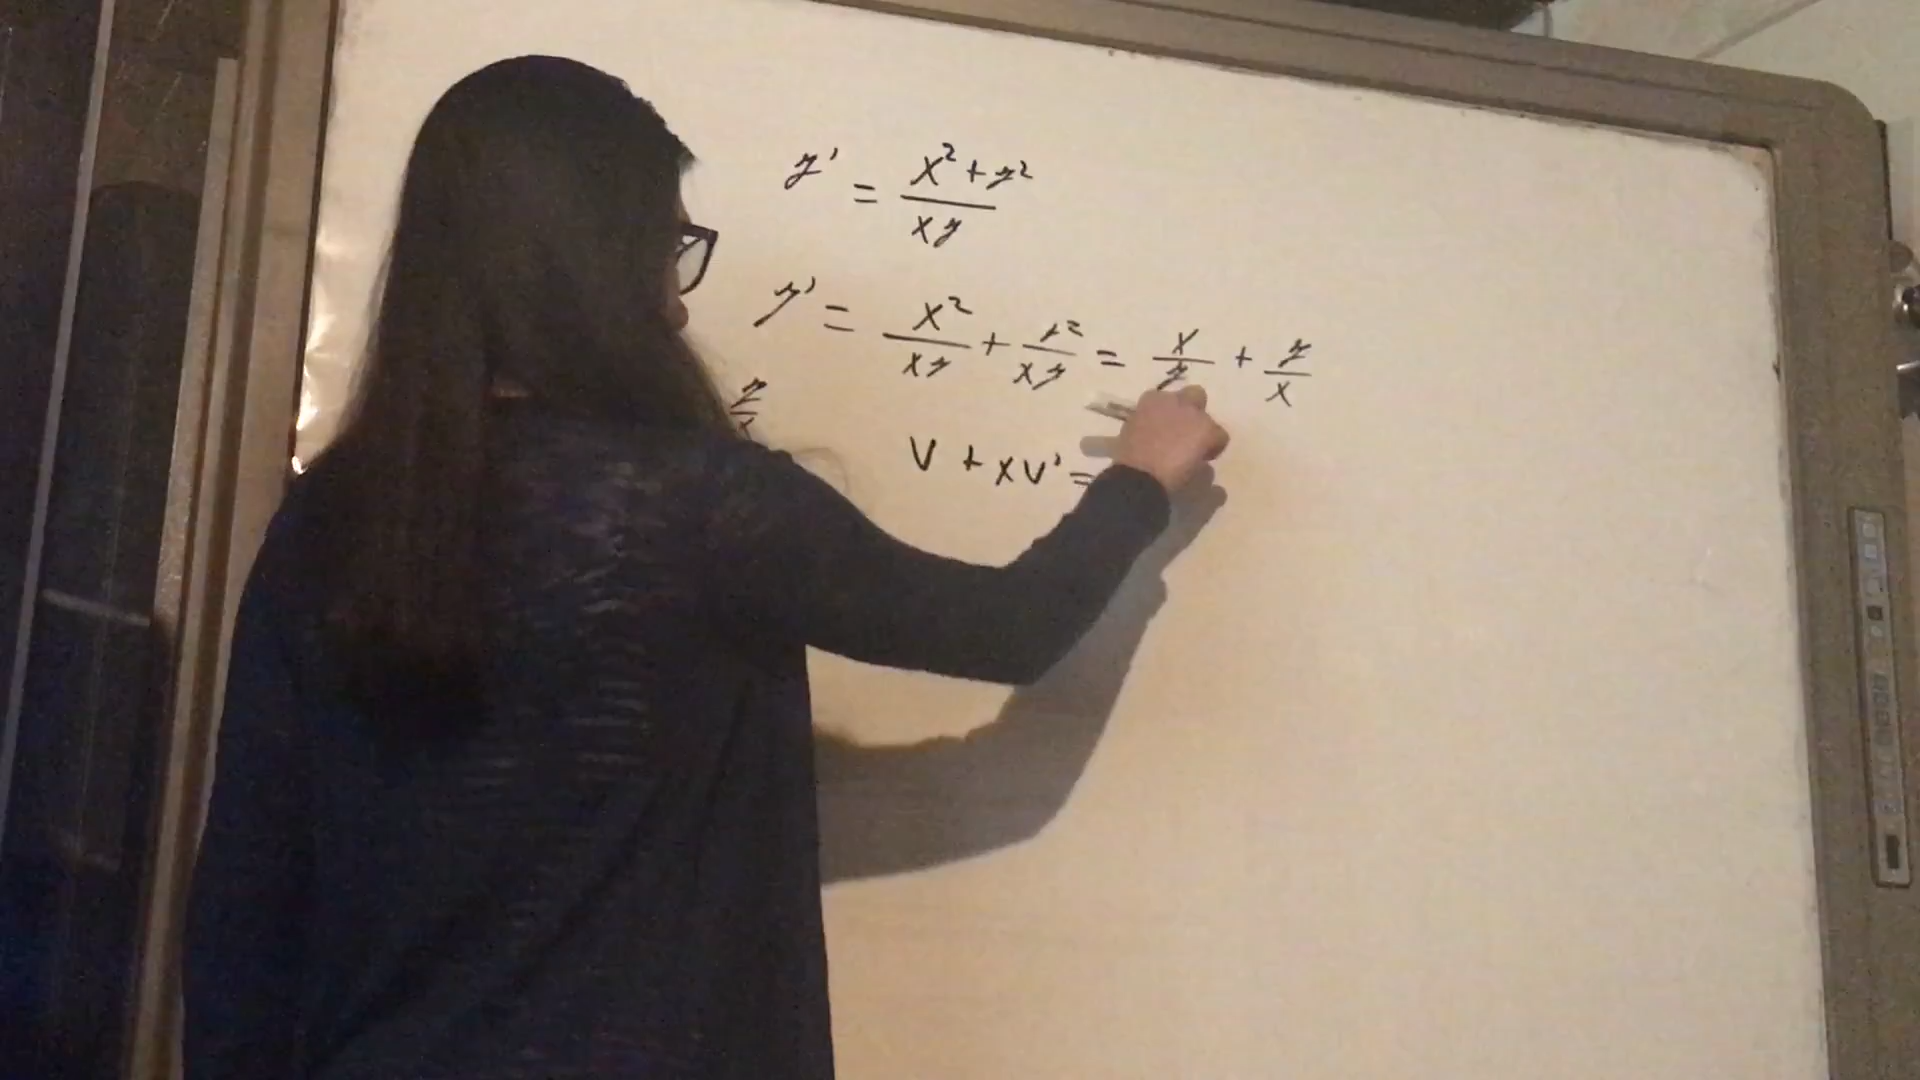 y' = x²+y² / xy
y' = x²/xy + y²/xy = x/y + y/x
y/x
v + xv' =